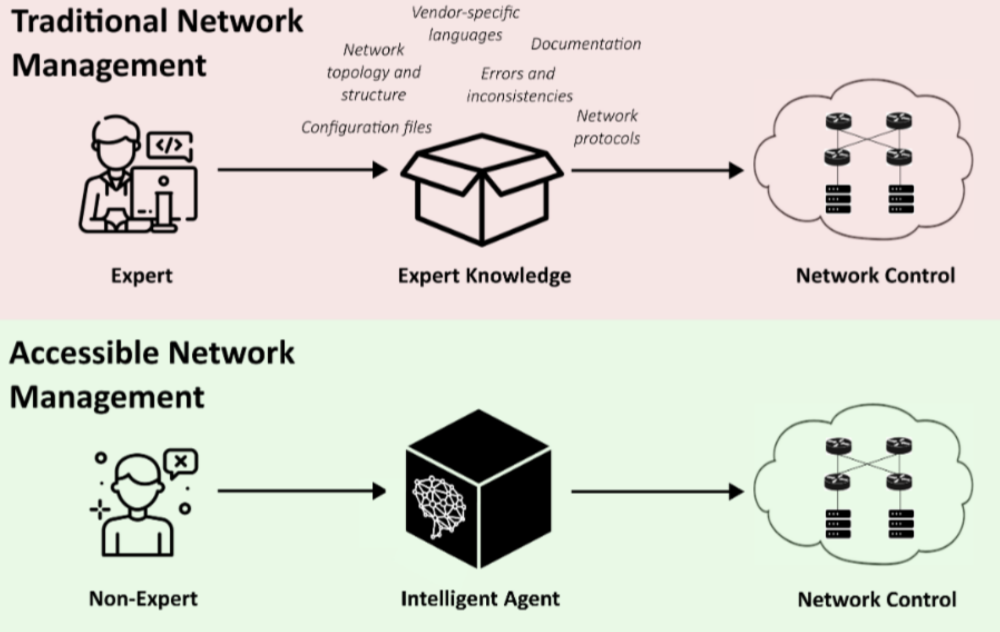 Traditional Network
Management
Vendor-specific
languages
Documentation
Network
topology and
structure
Errors and
inconsistencies
Configuration files
Network
protocols
</>
Expert
Expert Knowledge
Network Control
Accessible Network
Management
Non-Expert
Intelligent Agent
Network Control